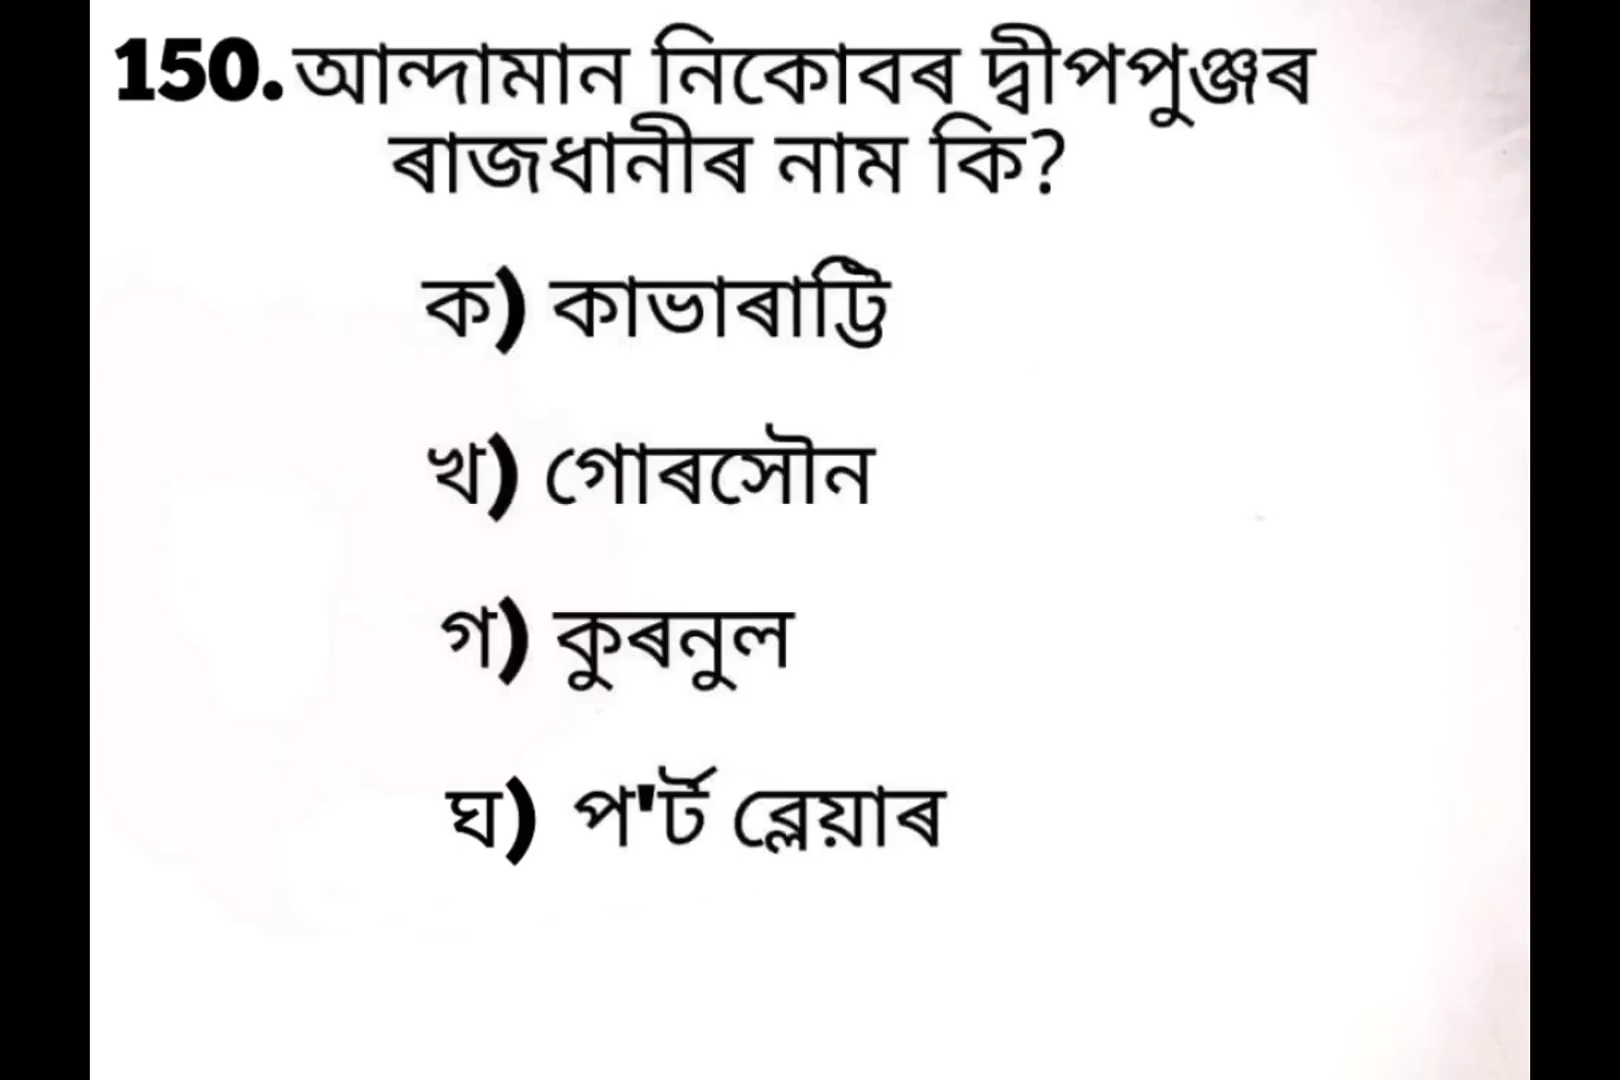 150. আন্দামান নিকোবৰ দ্বীপপুঞ্জৰ
ৰাজধানীৰ নাম কি?
ক) কাভাৰাট্টি
খ) গোৰসৌন
গ) কুৰনুল
ঘ) প'ৰ্ট ব্লেয়াৰ